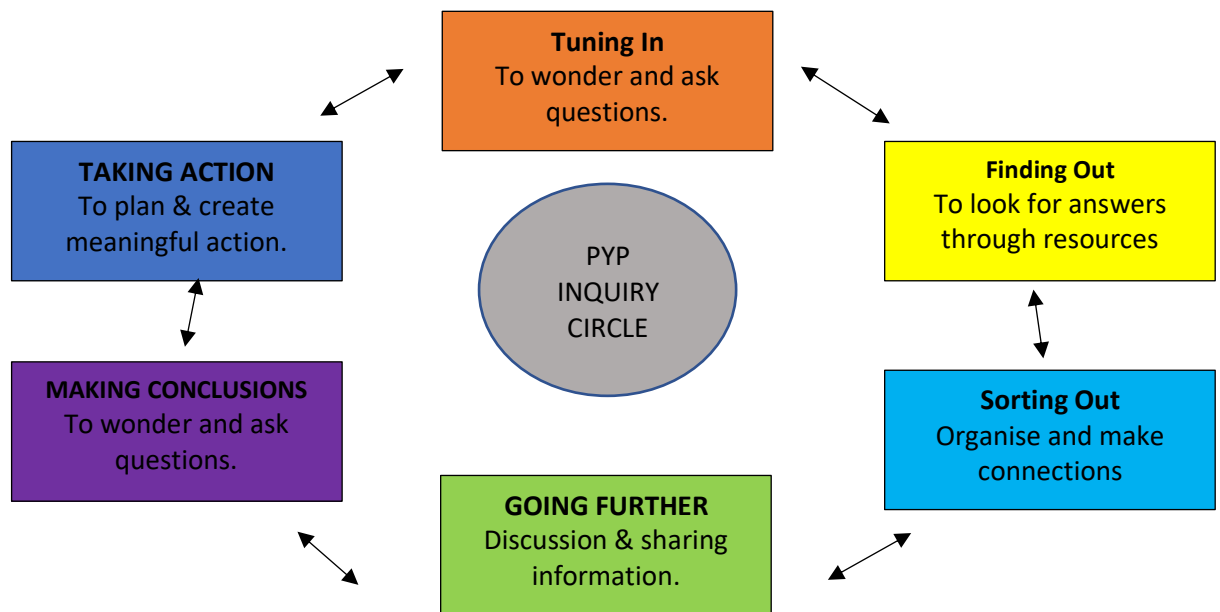 Tuning In
To wonder and ask
questions.
TAKING ACTION
To plan & create
meaningful action.
Finding Out
To look for answers
through resources
PYP
INQUIRY
CIRCLE
MAKING CONCLUSIONS
To wonder and ask
questions.
Sorting Out
Organise and make
connections
GOING FURTHER
Discussion & sharing
information.